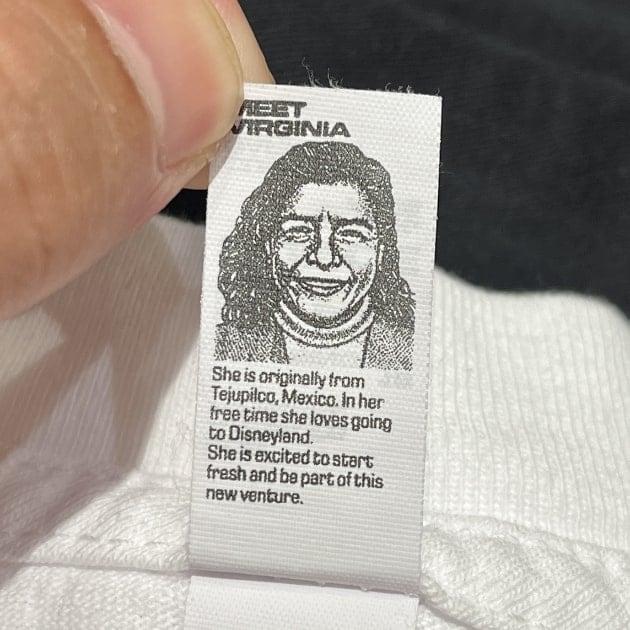 MEET
VIRGINIA
She is originally from
Tejupilco, Mexico. In her
free time she loves going
to Disneyland.
She is excited to start
fresh and be part of this
new venture.